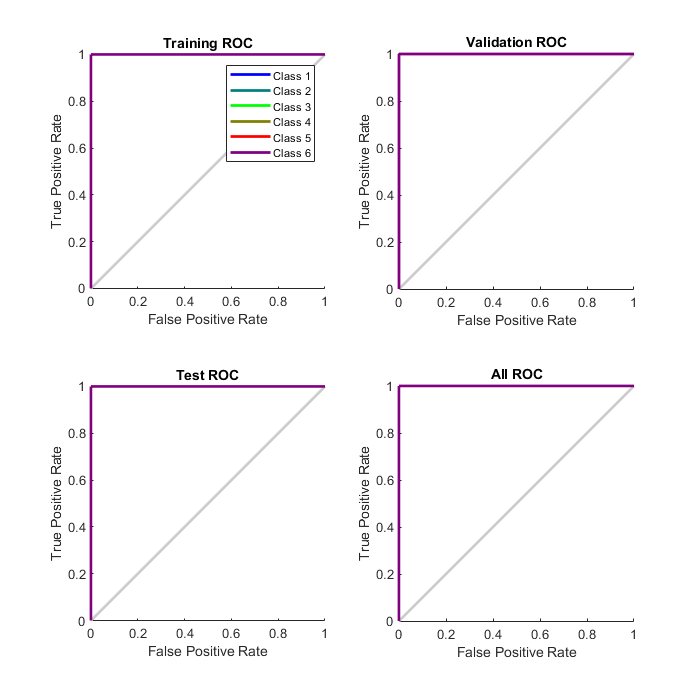 Training ROC
1
0.8
0.6
0.4
0.2
0
True Positive Rate
Class 1
Class 2
Class 3
Class 4
Class 5
Class 6
0 0.2 0.4 0.6 0.8 1
False Positive Rate
Validation ROC
1
0.8
0.6
0.4
0.2
0
True Positive Rate
0 0.2 0.4 0.6 0.8 1
False Positive Rate
Test ROC
1
0.8
0.6
0.4
0.2
0
True Positive Rate
0 0.2 0.4 0.6 0.8 1
False Positive Rate
All ROC
1
0.8
0.6
0.4
0.2
0
True Positive Rate
0 0.2 0.4 0.6 0.8 1
False Positive Rate